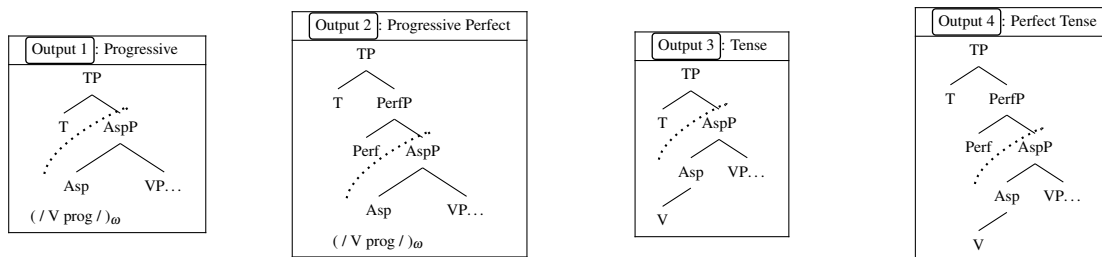 Output 1 : Progressive
TP
T AspP
Asp VP...
( / V prog / )ω
Output 2 : Progressive Perfect
TP
T PerfP
Perf AspP
Asp VP...
( / V prog / )ω
Output 3 : Tense
TP
T AspP
Asp VP...
V
Output 4 : Perfect Tense
TP
T PerfP
Perf AspP
Asp VP...
V